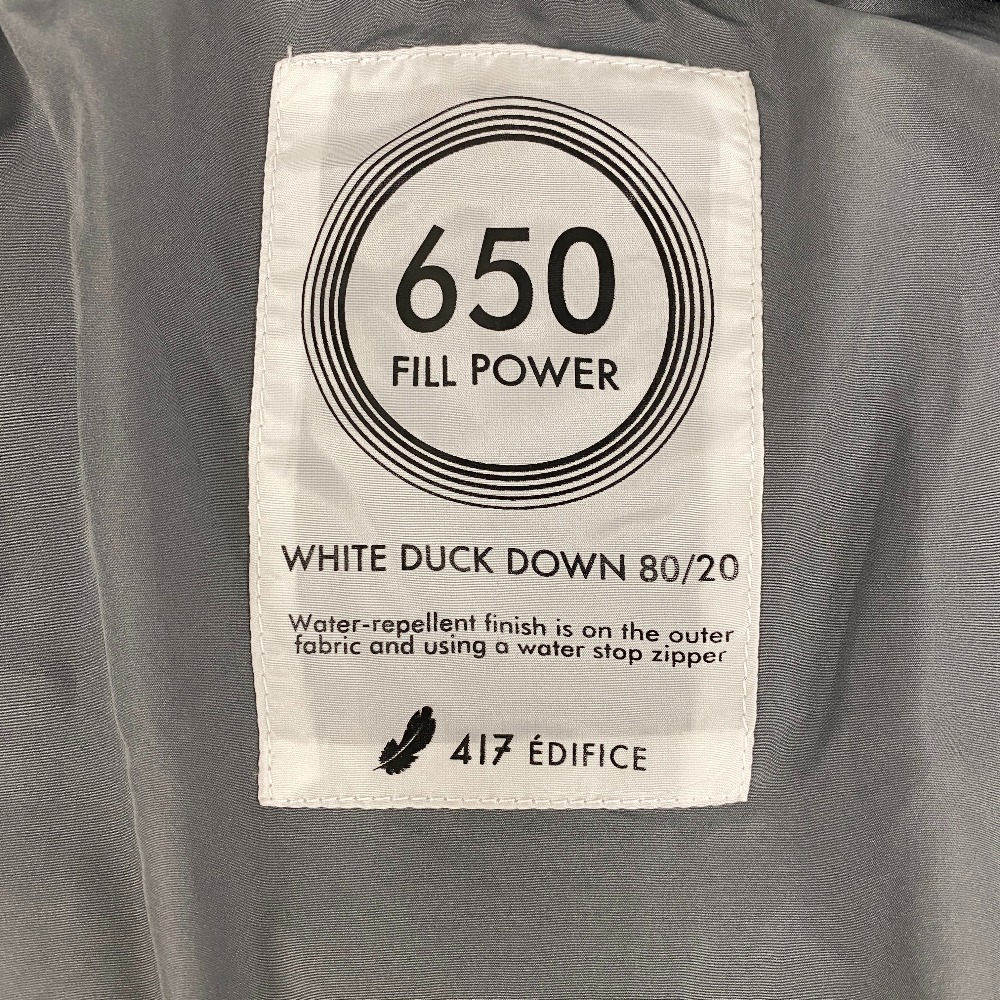 650
FILL POWER
WHITE DUCK DOWN 80/20
Water-repellent finish is on the outer
fabric and using a water stop zipper
417 ÉDIFICE